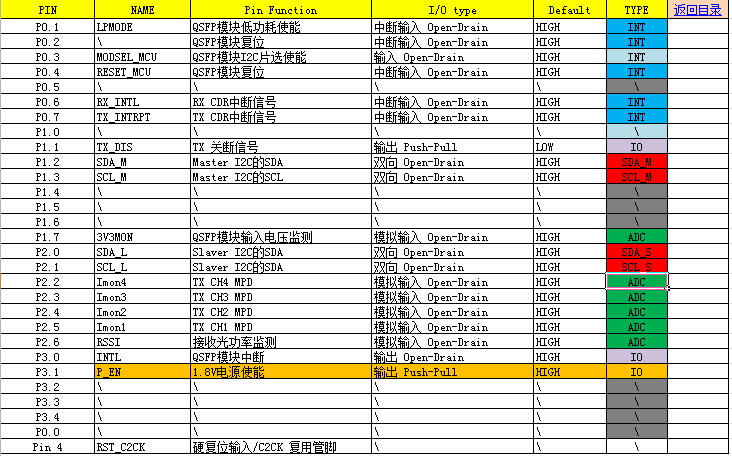 PIN NAME Pin Function I/O type Default TYPE 返回目录
P0.1 LPMODE QSFP模块低功耗使能 中断输入 Open-Drain HIGH INT
P0.2 \ QSFP模块复位 中断输入 Open-Drain HIGH INT
P0.3 MODSEL_MCU QSFP模块I2C片选使能 输入 Open-Drain HIGH INT
P0.4 RESET_MCU QSFP模块复位 中断输入 Open-Drain HIGH INT
P0.5 \ \ \ \ \
P0.6 RX_INTL RX CDR中断信号 中断输入 Open-Drain HIGH INT
P0.7 TX_INTRPT TX CDR中断信号 中断输入 Open-Drain HIGH INT
P1.0 \ \ \ \ \
P1.1 TX_DIS TX 关断信号 输出 Push-Pull LOW IO
P1.2 SDA_M Master I2C的SDA 双向 Open-Drain HIGH SDA_M
P1.3 SCL_M Master I2C的SCL 双向 Open-Drain HIGH SCL_M
P1.4 \ \ \ \ \
P1.5 \ \ \ \ \
P1.6 \ \ \ \ \
P1.7 3V3MON QSFP模块输入电压监测 模拟输入 Open-Drain HIGH ADC
P2.0 SDA_L Slaver I2C的SDA 双向 Open-Drain HIGH SDA_S
P2.1 SCL_L Slaver I2C的SDA 双向 Open-Drain HIGH SCL_S
P2.2 Imon4 TX CH4 MPD 模拟输入 Open-Drain HIGH ADC
P2.3 Imon3 TX CH3 MPD 模拟输入 Open-Drain HIGH ADC
P2.4 Imon2 TX CH2 MPD 模拟输入 Open-Drain HIGH ADC
P2.5 Imon1 TX CH1 MPD 模拟输入 Open-Drain HIGH ADC
P2.6 RSSI 接收光功率监测 模拟输入 Open-Drain HIGH ADC
P3.0 INTL QSFP模块中断 输出 Open-Drain HIGH IO
P3.1 P_EN 1.8V电源使能 输出 Push-Pull HIGH IO
P3.2 \ \ \ \ \
P3.3 \ \ \ \ \
P3.4 \ \ \ \ \
P0.0 \ \ \ \ \
Pin 4 RST_C2CK 硬复位输入/C2CK 复用管脚 \ \ \